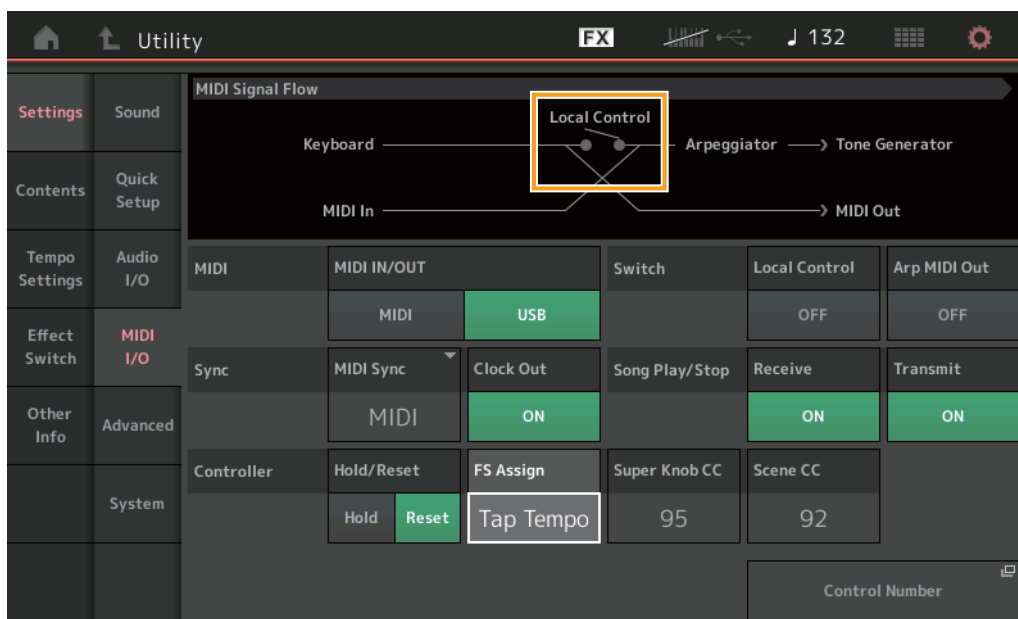 Utility
FX
♩ 132
Settings
Sound
Contents
Quick
Setup
Tempo
Settings
Audio
I/O
Effect
Switch
MIDI
I/O
Other
Info
Advanced
System
MIDI Signal Flow
Local Control
Keyboard
Arpeggiator
Tone Generator
MIDI In
MIDI Out
MIDI
MIDI IN/OUT
Switch
Local Control
Arp MIDI Out
MIDI
USB
OFF
OFF
Sync
MIDI Sync
Clock Out
Song Play/Stop
Receive
Transmit
MIDI
ON
ON
ON
Controller
Hold/Reset
FS Assign
Super Knob CC
Scene CC
Hold
Reset
Tap Tempo
95
92
Control Number